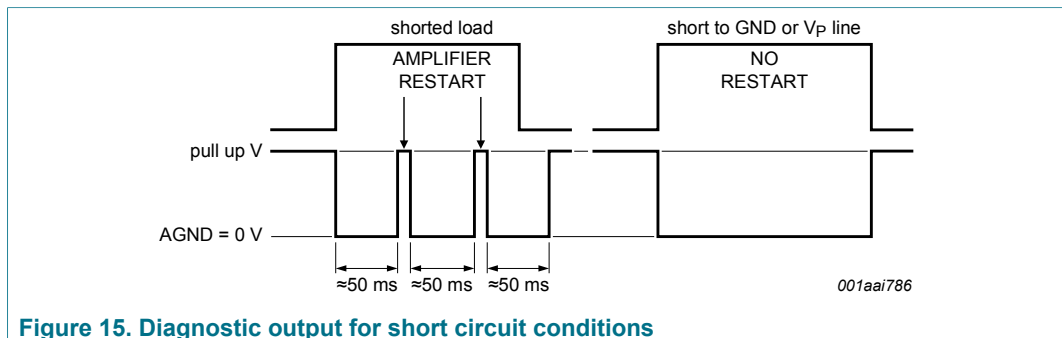 shorted load
short to GND or VP line
AMPLIFIER
RESTART
NO
RESTART
pull up V
AGND = 0 V
≈50 ms
≈50 ms
≈50 ms
001aai786
Figure 15. Diagnostic output for short circuit conditions